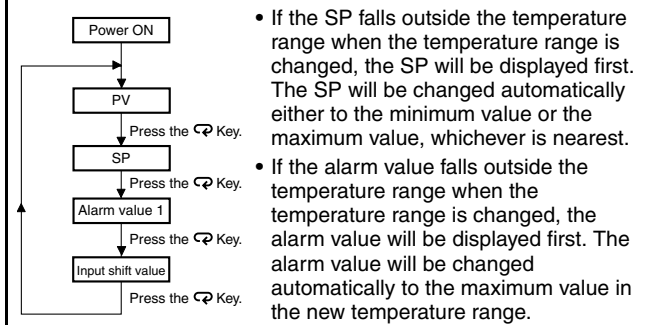 Power ON
PV
Press the Key.
SP
Press the Key.
Alarm value 1
Press the Key.
Input shift value
Press the Key.
• If the SP falls outside the temperature
range when the temperature range is
changed, the SP will be displayed first.
The SP will be changed automatically
either to the minimum value or the
maximum value, whichever is nearest.
• If the alarm value falls outside the
temperature range when the
temperature range is changed, the
alarm value will be displayed first. The
alarm value will be changed
automatically to the maximum value in
the new temperature range.